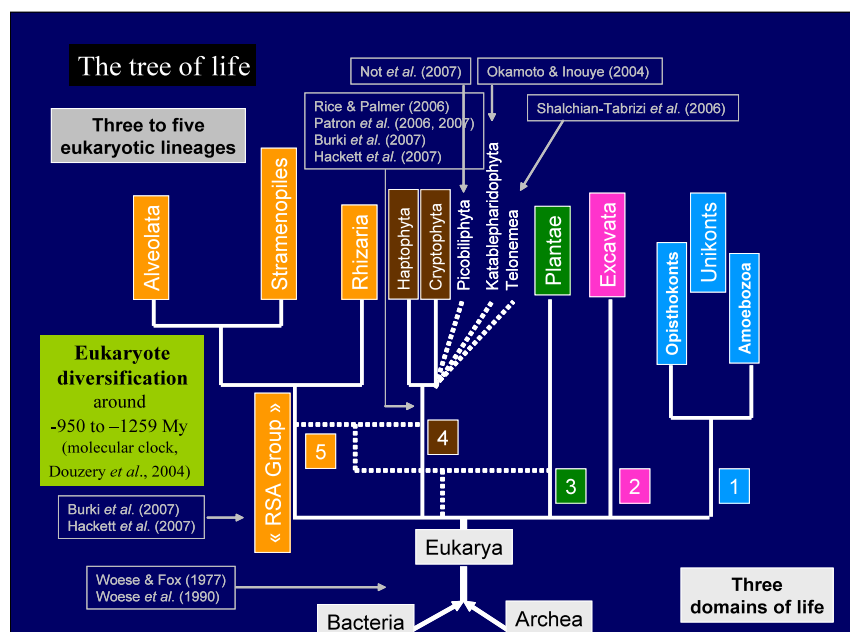 The tree of life
Three to five
eukaryotic lineages
Not et al. (2007)
Okamoto & Inouye (2004)
Rice & Palmer (2006)
Patron et al. (2006, 2007)
Burki et al. (2007)
Hackett et al. (2007)
Shalchian-Tabrizi et al. (2006)
Alveolata
Stramenopiles
Rhizaria
Haptophyta
Cryptophyta
Picobiliphyta
Katablepharidophyta
Telonemea
Plantae
Excavata
Opisthokonts
Unikonts
Amoebozoa
Eukaryote
diversification
around
-950 to –1259 My
(molecular clock,
Douzery et al., 2004)
« RSA Group »
5
4
3
2
1
Burki et al. (2007)
Hackett et al. (2007)
Eukarya
Woese & Fox (1977)
Woese et al. (1990)
Bacteria
Archea
Three
domains of life